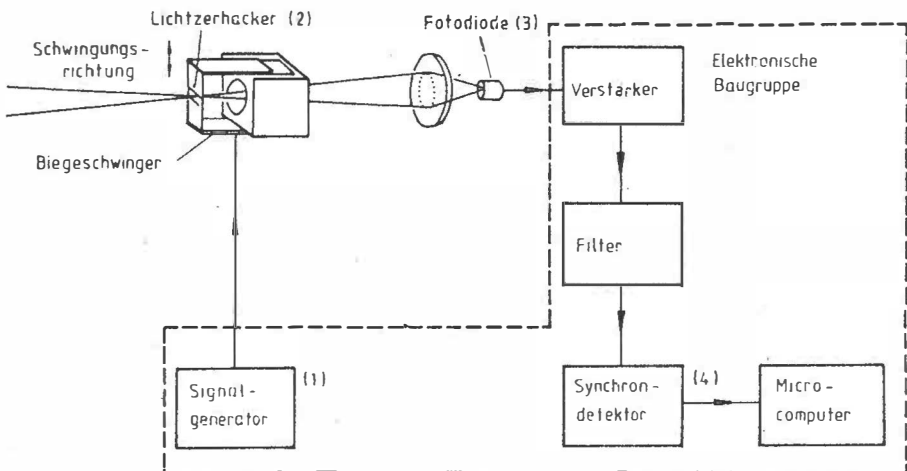 Lichtzerhacker (2)
Fotodiode (3)
Schwingungs-
richtung
Elektronische
Baugruppe
Verstärker
Biegeschwinger
Filter
Signal-
generator
(1)
Synchron-
detektor
(4)
Micro-
computer